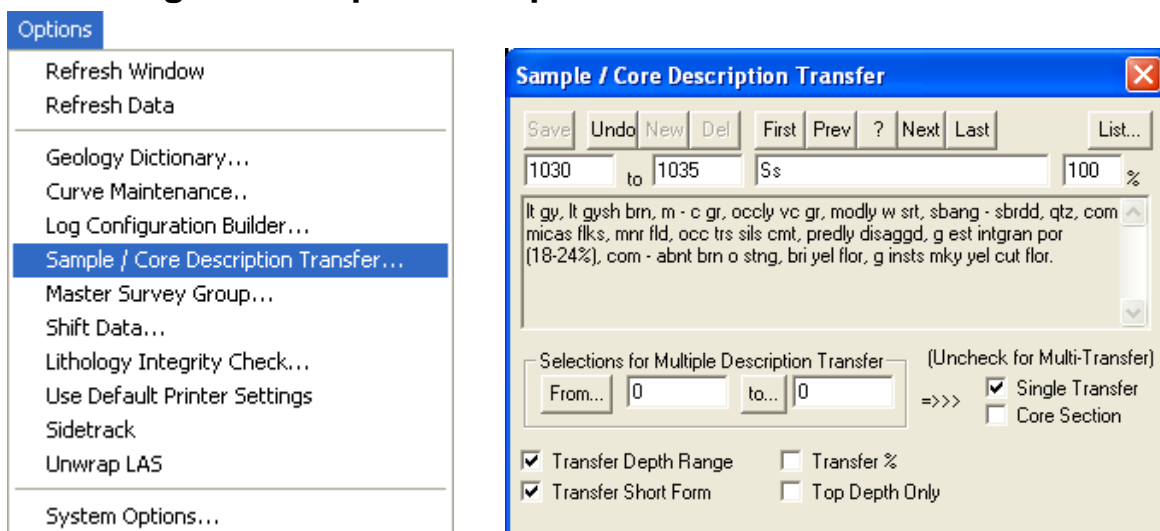 Options
Refresh Window
Refresh Data
Geology Dictionary...
Curve Maintenance..
Log Configuration Builder...
Sample / Core Description Transfer...
Master Survey Group...
Shift Data...
Lithology Integrity Check...
Use Default Printer Settings
Sidetrack
Unwrap LAS
System Options...
Sample / Core Description Transfer
Save Undo New Del First Prev ? Next Last List...
1030 to 1035 Ss 100 %
lt gy, lt gysh brn, m - c gr, occly vc gr, modly w srt, sbang - sbrdd, qtz, com
micas flks, mnr fld, occ trs sils cmt, predly disaggd, g est intgran por
(18-24%), com - abnt brn o stng, bri yel flor, g insts mky yel cut flor.
Selections for Multiple Description Transfer (Uncheck for Multi-Transfer)
From... 0 to... 0 =>>> Single Transfer
Core Section
Transfer Depth Range Transfer %
Transfer Short Form Top Depth Only